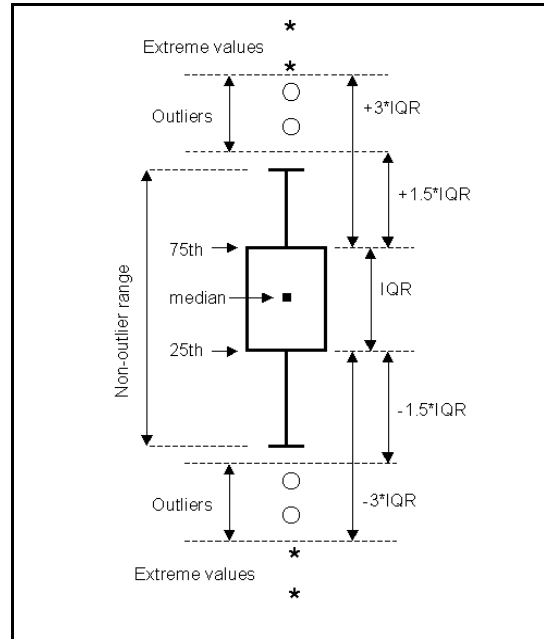 Extreme values
Outliers
+3*IQR
+1.5*IQR
75th
IQR
median
25th
Non-outlier range
-1.5*IQR
Outliers
-3*IQR
Extreme values